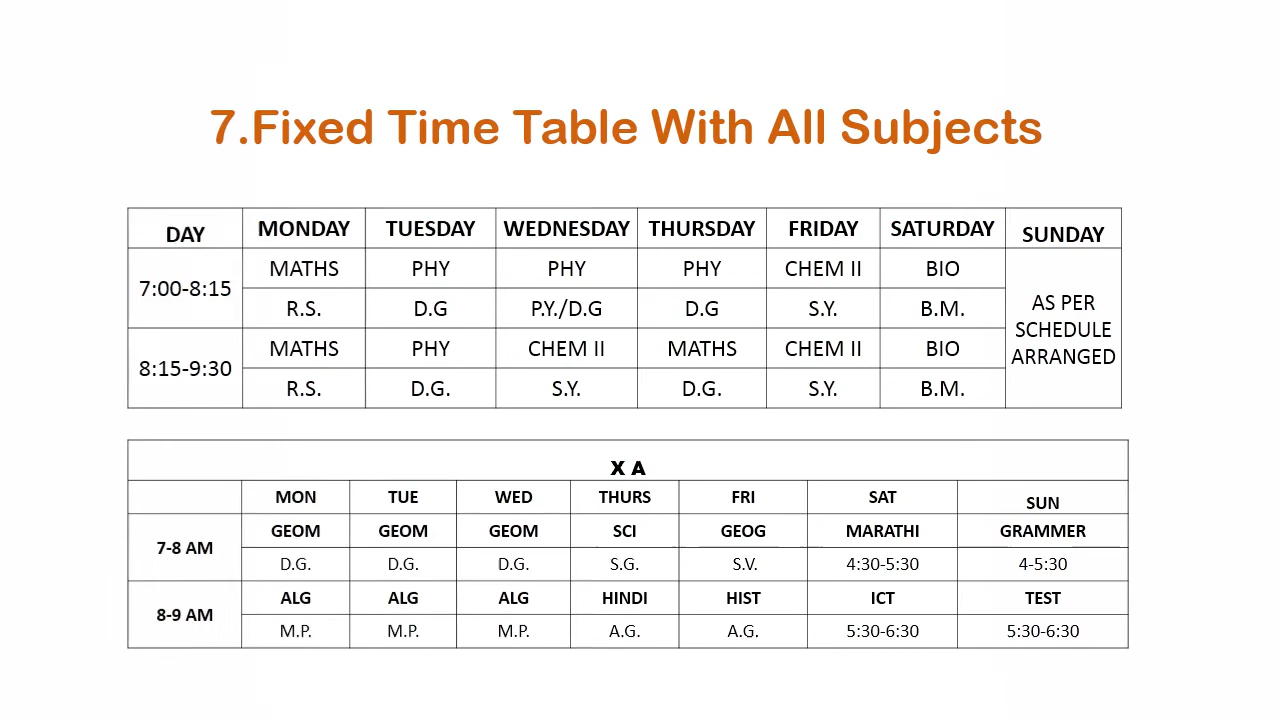 7.Fixed Time Table With All Subjects
DAY MONDAY TUESDAY WEDNESDAY THURSDAY FRIDAY SATURDAY SUNDAY
7:00-8:15 MATHS PHY PHY PHY CHEM II BIO AS PER SCHEDULE ARRANGED
R.S. D.G P.Y./D.G D.G S.Y. B.M.
8:15-9:30 MATHS PHY CHEM II MATHS CHEM II BIO
R.S. D.G. S.Y. D.G. S.Y. B.M.
X A
MON TUE WED THURS FRI SAT SUN
7-8 AM GEOM GEOM GEOM SCI GEOG MARATHI GRAMMER
D.G. D.G. D.G. S.G. S.V. 4:30-5:30 4-5:30
8-9 AM ALG ALG ALG HINDI HIST ICT TEST
M.P. M.P. M.P. A.G. A.G. 5:30-6:30 5:30-6:30